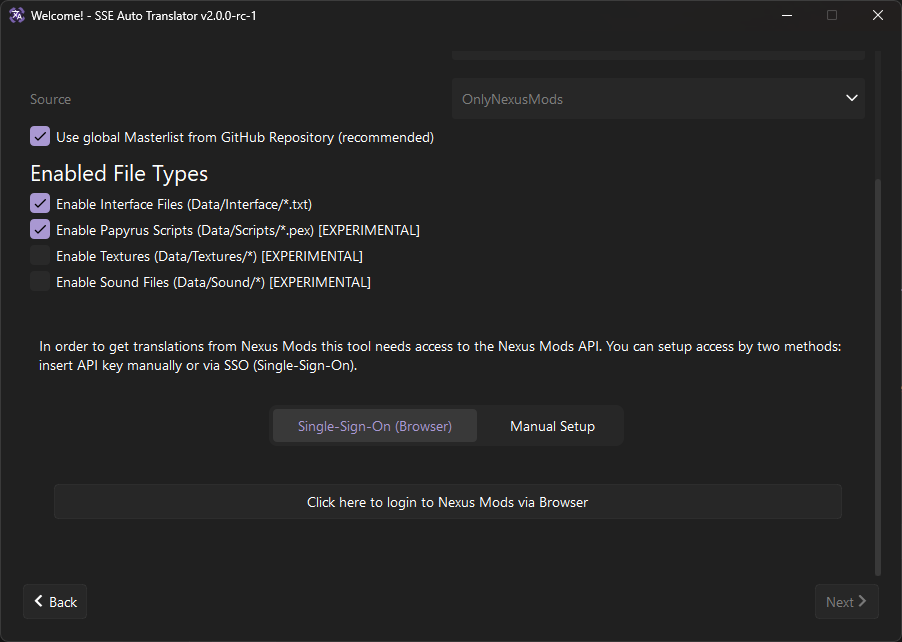 Welcome! - SSE Auto Translator v2.0.0-rc-1
Source
OnlyNexusMods
Use global Masterlist from GitHub Repository (recommended)
Enabled File Types
Enable Interface Files (Data/Interface/*.txt)
Enable Papyrus Scripts (Data/Scripts/*.pex) [EXPERIMENTAL]
Enable Textures (Data/Textures/*) [EXPERIMENTAL]
Enable Sound Files (Data/Sound/*) [EXPERIMENTAL]
In order to get translations from Nexus Mods this tool needs access to the Nexus Mods API. You can setup access by two methods:
insert API key manually or via SSO (Single-Sign-On).
Single-Sign-On (Browser)
Manual Setup
Click here to login to Nexus Mods via Browser
Back
Next